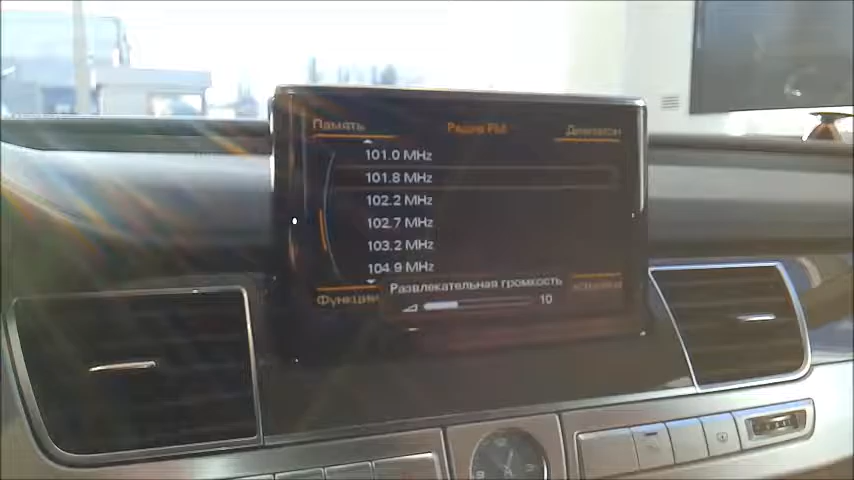 Память Радио FM Диапазон
101.0 MHz
101.8 MHz
102.2 MHz
102.7 MHz
103.2 MHz
104.9 MHz
Развлекательная громкость
Функции 10